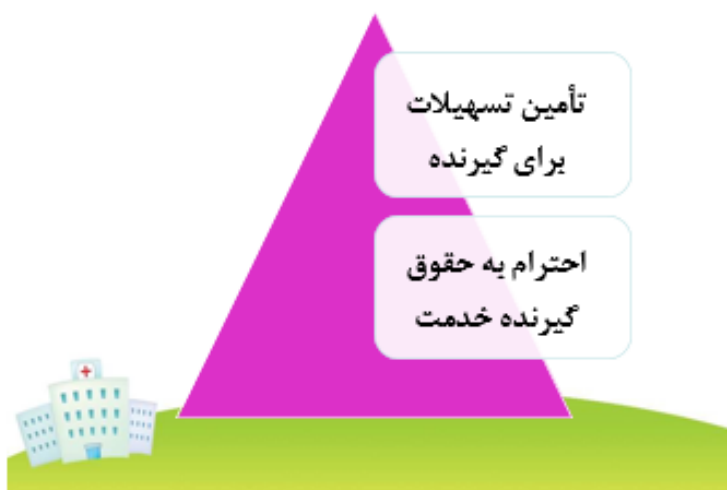 تأمین تسهیلات
برای گیرنده
احترام به حقوق
گیرنده خدمت